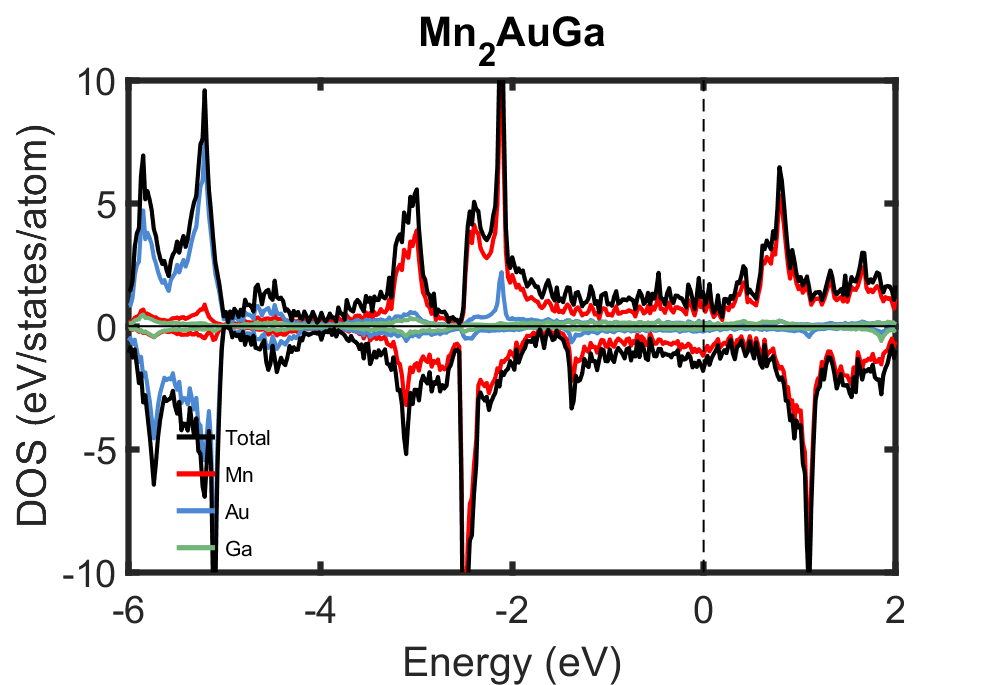 Mn2AuGa
DOS (eV/states/atom)
10
5
0
-5
-10
Total
Mn
Au
Ga
-6 -4 -2 0 2
Energy (eV)